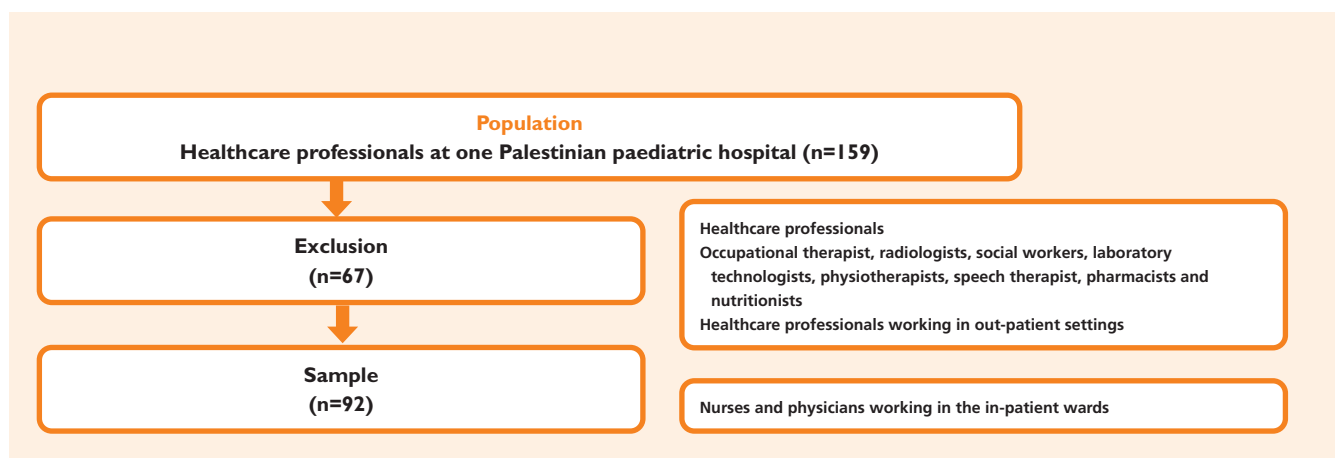 Population
Healthcare professionals at one Palestinian paediatric hospital (n=159)
Exclusion
(n=67)
Healthcare professionals
Occupational therapist, radiologists, social workers, laboratory
technologists, physiotherapists, speech therapist, pharmacists and
nutritionists
Healthcare professionals working in out-patient settings
Sample
(n=92)
Nurses and physicians working in the in-patient wards